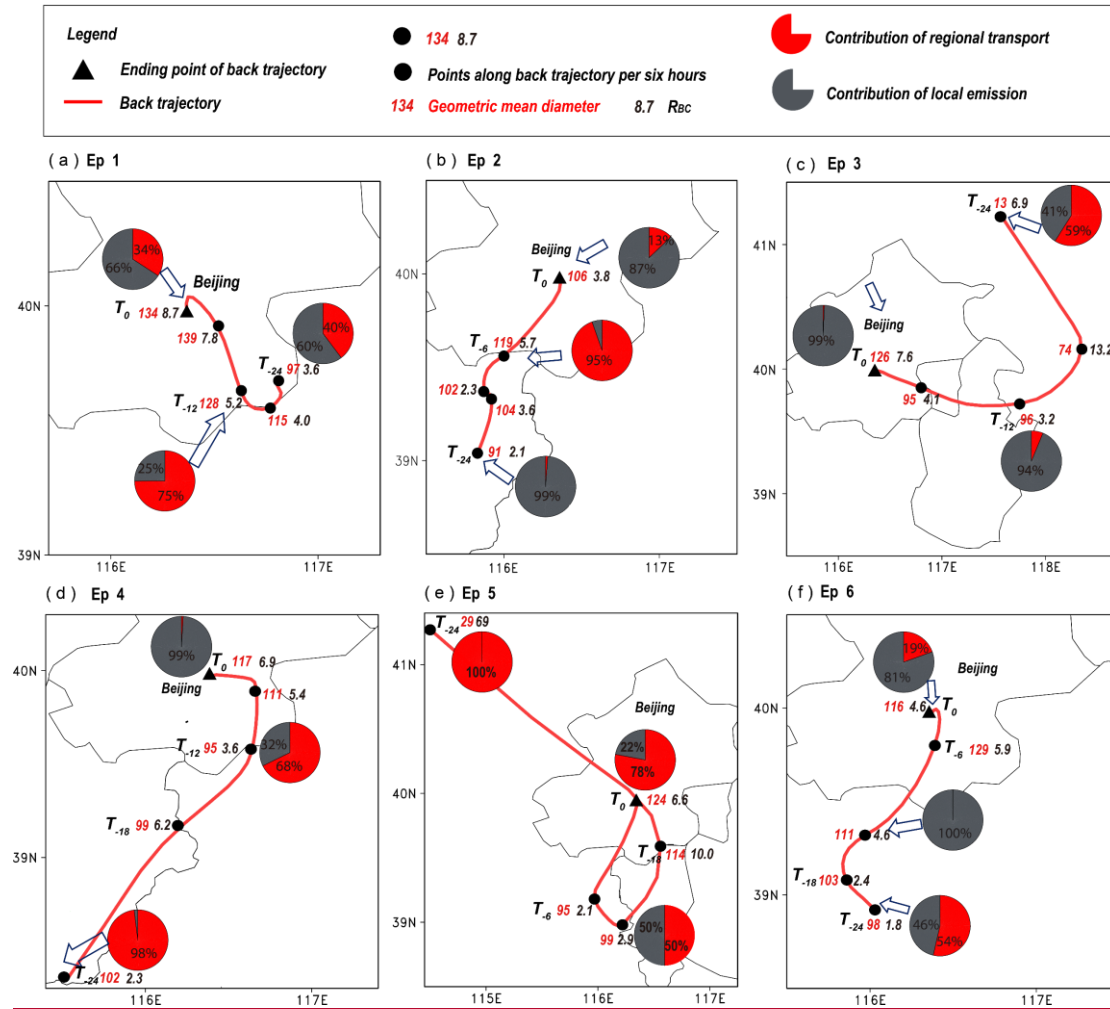 Legend
134 8.7
Contribution of regional transport
Ending point of back trajectory
Points along back trajectory per six hours
Back trajectory
134 Geometric mean diameter 8.7 RBC
Contribution of local emission
( a ) Ep 1
34%
66%
Beijing
T0 134 8.7
139 7.8
40%
60%
T-24 97 3.6
T-12 128 5.2
115 4.0
25%
75%
40N
39N
116E 117E
( b ) Ep 2
13%
87%
Beijing
T0 106 3.8
T-6 119 5.7
95%
102 2.3
104 3.6
T-24 91 2.1
99%
40N
39N
116E 117E
( c ) Ep 3
T-24 13 6.9
41%
59%
41N
Beijing
99%
74 13.2
T0 126 7.6
95 4.1
T-12 96 3.2
94%
40N
39N
116E 117E 118E
( d ) Ep 4
99%
T0 117 6.9
Beijing
111 5.4
T-12 95 3.6
32%
68%
T-18 99 6.2
98%
T-24 102 2.3
40N
39N
116E 117E
( e ) Ep 5
T-24 29 69
100%
41N
Beijing
22%
78%
T0 124 6.6
T-18 114 10.0
T-6 95 2.1
99 2.9
50%
50%
40N
39N
115E 116E 117E
( f ) Ep 6
19%
81%
Beijing
116 4.6 T0
T-6 129 5.9
100%
111 4.6
T-18 103 2.4
T-24 98 1.8
46%
54%
40N
39N
116E 117E